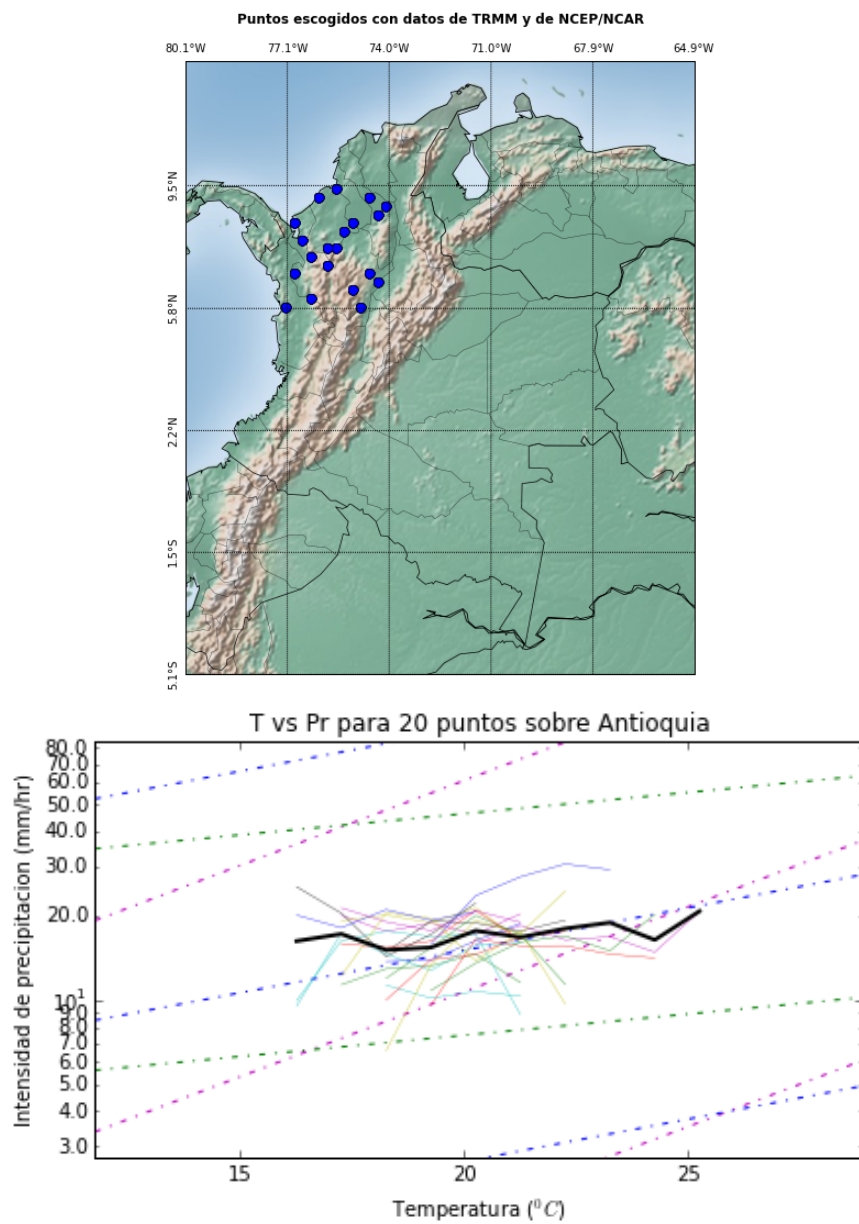 Puntos escogidos con datos de TRMM y de NCEP/NCAR
80.1°W 77.1°W 74.0°W 71.0°W 67.9°W 64.9°W
9.5°N
5.8°N
2.2°N
1.5°S
5.1°S
T vs Pr para 20 puntos sobre Antioquia
Intensidad de precipitacion (mm/hr)
80.0
70.0
60.0
50.0
40.0
30.0
20.0
10¹
9.0
8.0
7.0
6.0
5.0
4.0
3.0
15 20 25
Temperatura (⁰C)